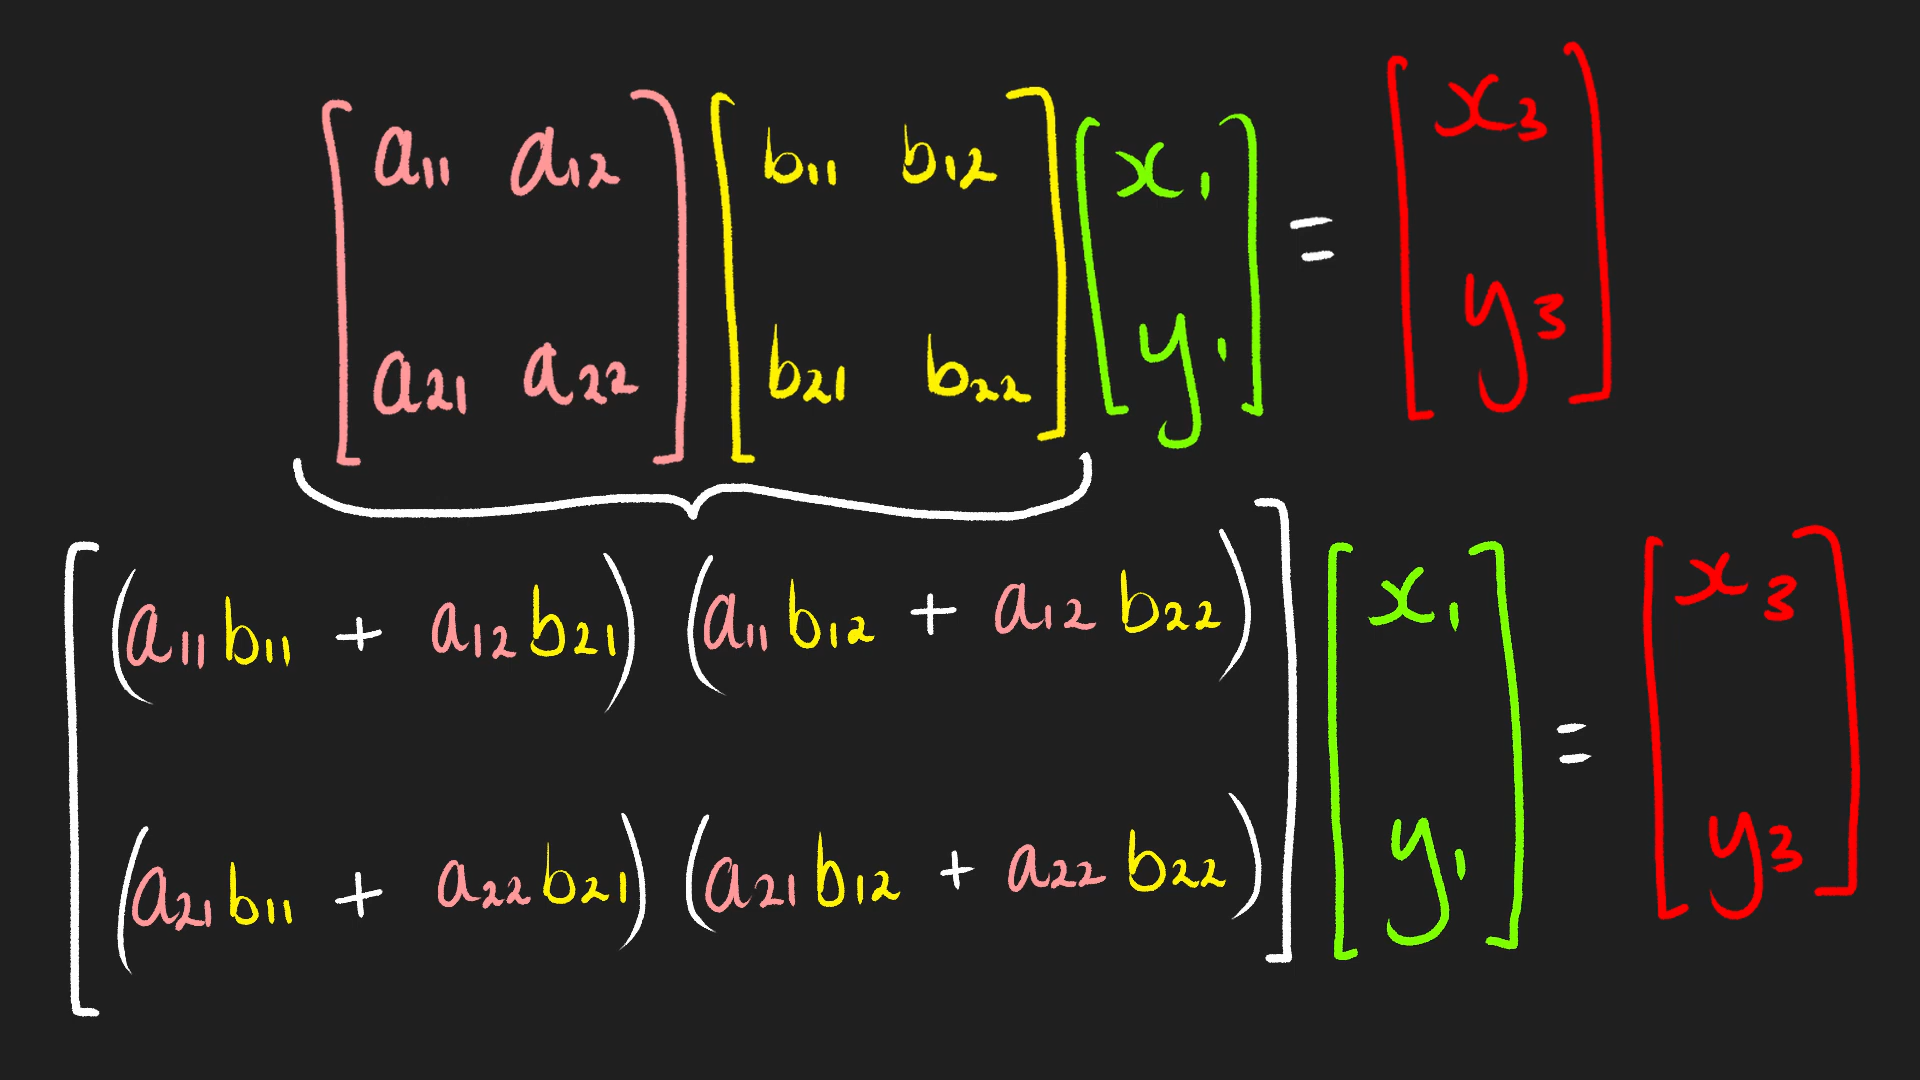 [a₁₁ a₁₂] [b₁₁ b₁₂] [x₁] = [x₃]
[a₂₁ a₂₂] [b₂₁ b₂₂] [y₁] [y₃]
[(a₁₁b₁₁ + a₁₂b₂₁) (a₁₁b₁₂ + a₁₂b₂₂)] [x₁] = [x₃]
[(a₂₁b₁₁ + a₂₂b₂₁) (a₂₁b₁₂ + a₂₂b₂₂)] [y₁] [y₃]